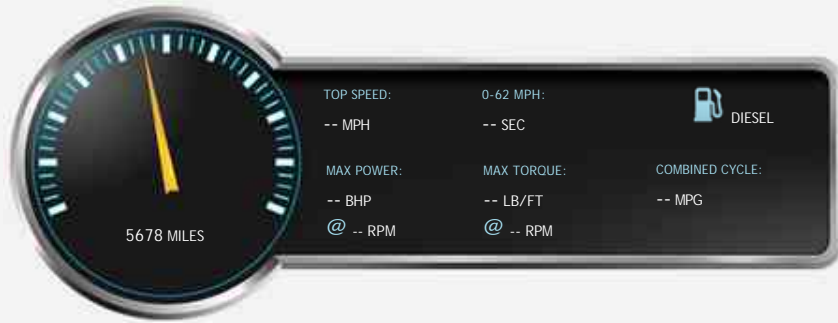 TOP SPEED:
-- MPH
0-62 MPH:
-- SEC
DIESEL
MAX POWER:
-- BHP
@ -- RPM
MAX TORQUE:
-- LB/FT
@ -- RPM
COMBINED CYCLE:
-- MPG
5678 MILES